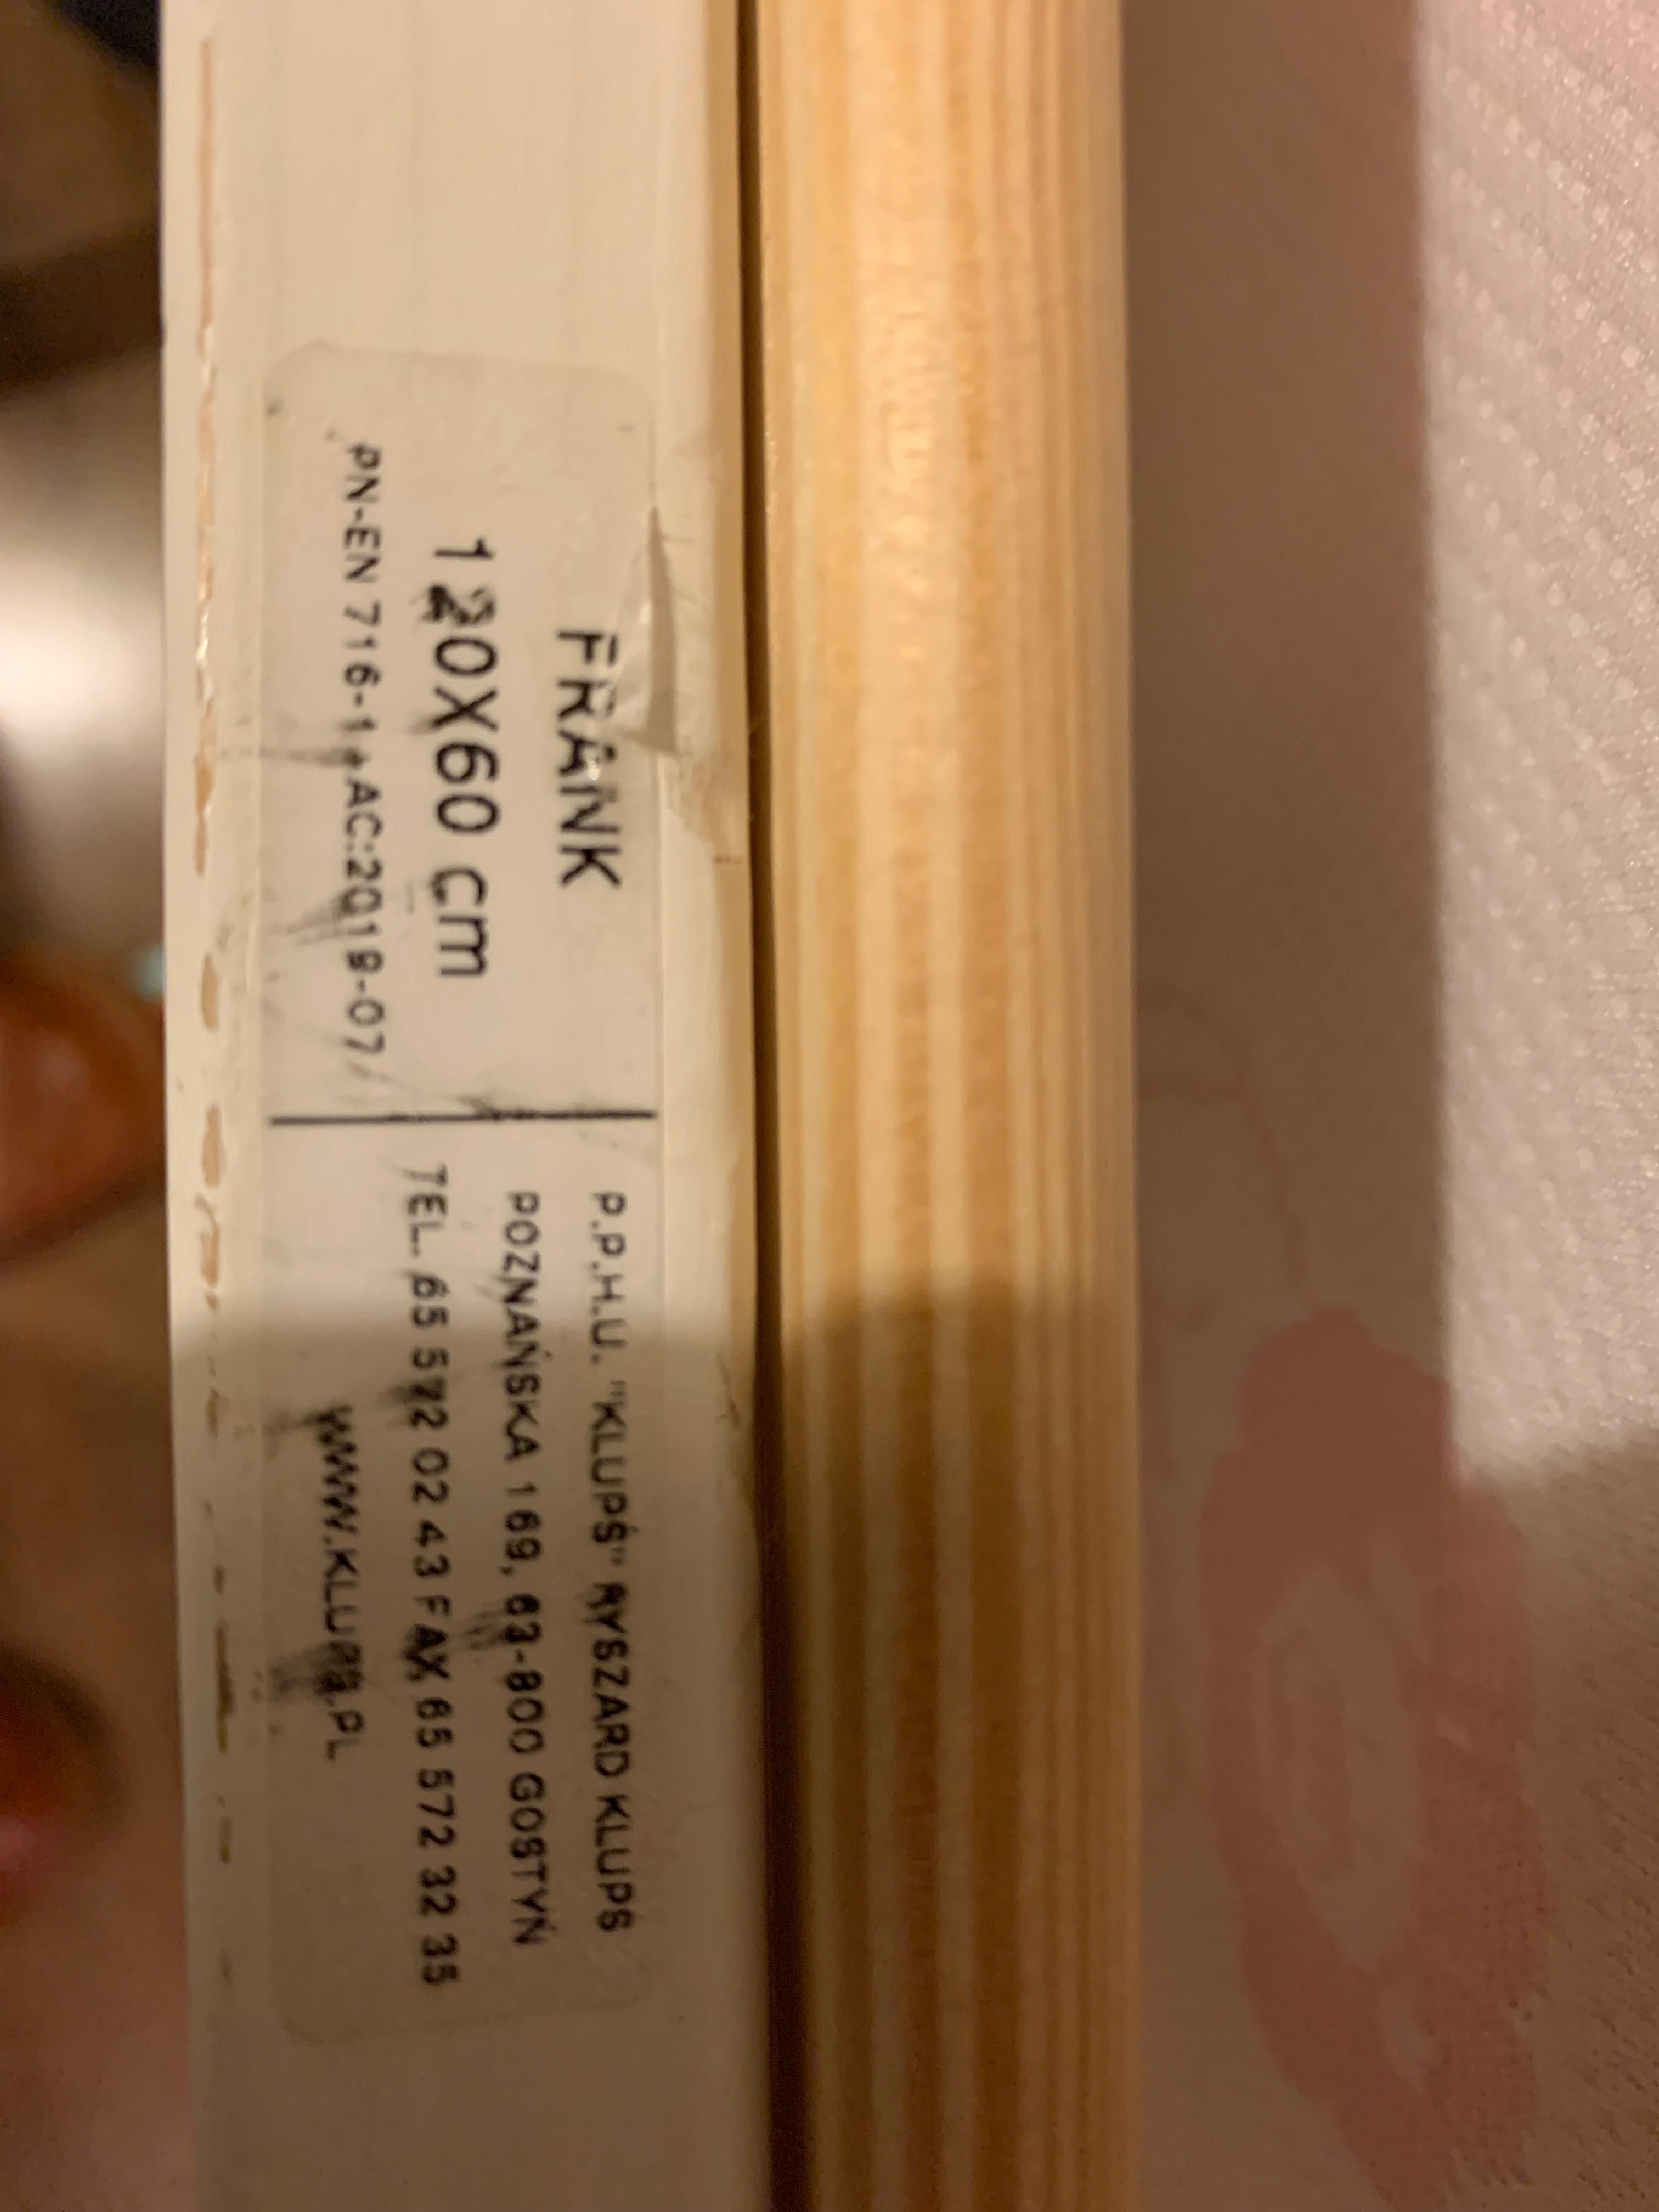 FRANK
120X60 cm
PN-EN 716-1+AC:2019-07
P.P.H.U. "KLUPŚ" RYSZARD KLUPŚ
POZNAŃSKA 169, 63-800 GOSTYŃ
TEL. 65 572 02 43 FAX 65 572 32 35
WWW.KLUPS.PL